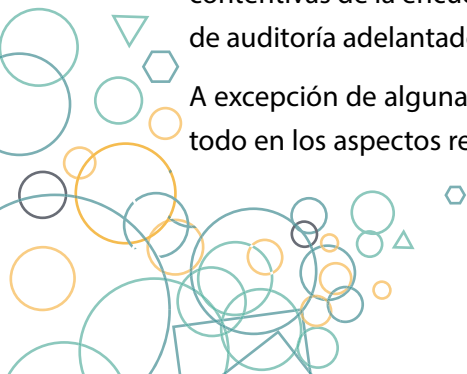 de auditoría adelantad
A excepción de alguna
todo en los aspectos re